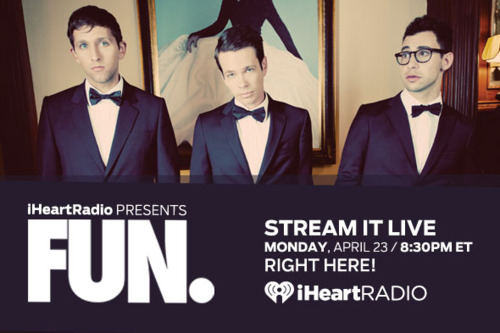 iHeartRadio PRESENTS
FUN.
STREAM IT LIVE
MONDAY, APRIL 23 / 8:30PM ET
RIGHT HERE!
iHeartRADIO